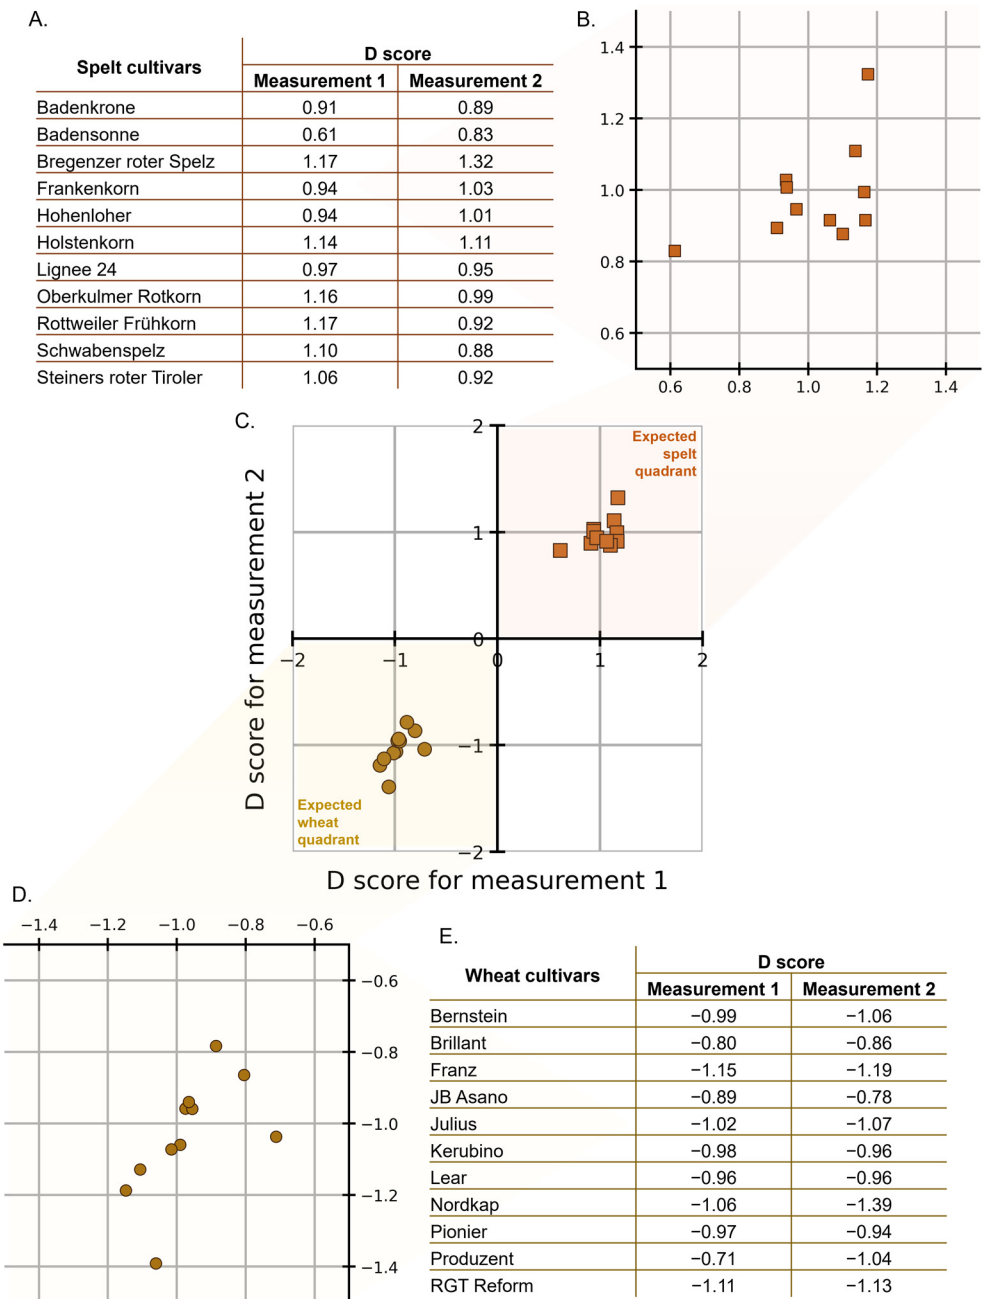 A.
Spelt cultivars D score
Measurement 1 Measurement 2
Badenkrone 0.91 0.89
Badensonne 0.61 0.83
Bregenzer roter Spelz 1.17 1.32
Frankenkorn 0.94 1.03
Hohenloher 0.94 1.01
Holstenkorn 1.14 1.11
Lignee 24 0.97 0.95
Oberkulmer Rotkorn 1.16 0.99
Rottweiler Frühkorn 1.17 0.92
Schwabenspelz 1.10 0.88
Steiners roter Tiroler 1.06 0.92
B.
1.4
1.2
1.0
0.8
0.6
0.6 0.8 1.0 1.2 1.4
C.
D score for measurement 2
2
1
0
−1
−2
−2 −1 0 1 2
Expected
spelt
quadrant
Expected
wheat
quadrant
D score for measurement 1
D.
−1.4 −1.2 −1.0 −0.8 −0.6
−0.6
−0.8
−1.0
−1.2
−1.4
E.
Wheat cultivars D score
Measurement 1 Measurement 2
Bernstein −0.99 −1.06
Brillant −0.80 −0.86
Franz −1.15 −1.19
JB Asano −0.89 −0.78
Julius −1.02 −1.07
Kerubino −0.98 −0.96
Lear −0.96 −0.96
Nordkap −1.06 −1.39
Pionier −0.97 −0.94
Produzent −0.71 −1.04
RGT Reform −1.11 −1.13